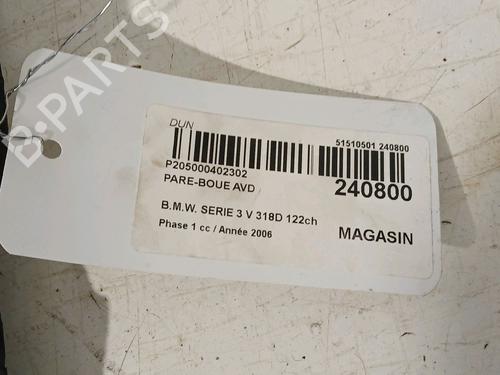 B-PARTS
DUN
51510501 240800
P205000402302
PARE-BOUE AVD
240800
B.M.W. SERIE 3 V 318D 122ch
Phase 1 cc / Année 2006
MAGASIN